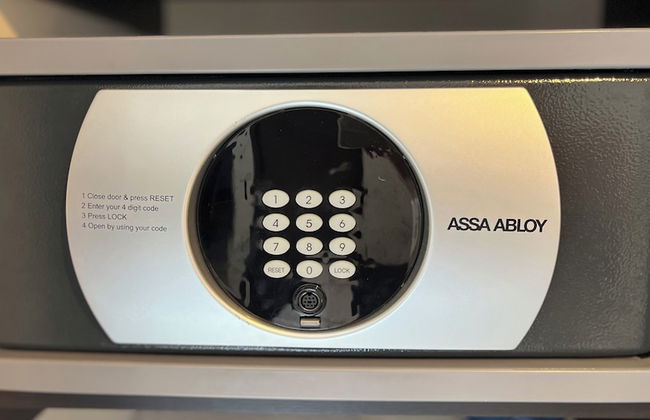 1 Close door & press RESET
2 Enter your 4 digit code
3 Press LOCK
4 Open by using your code
1 2 3
4 5 6
7 8 9
RESET 0 LOCK
ASSA ABLOY